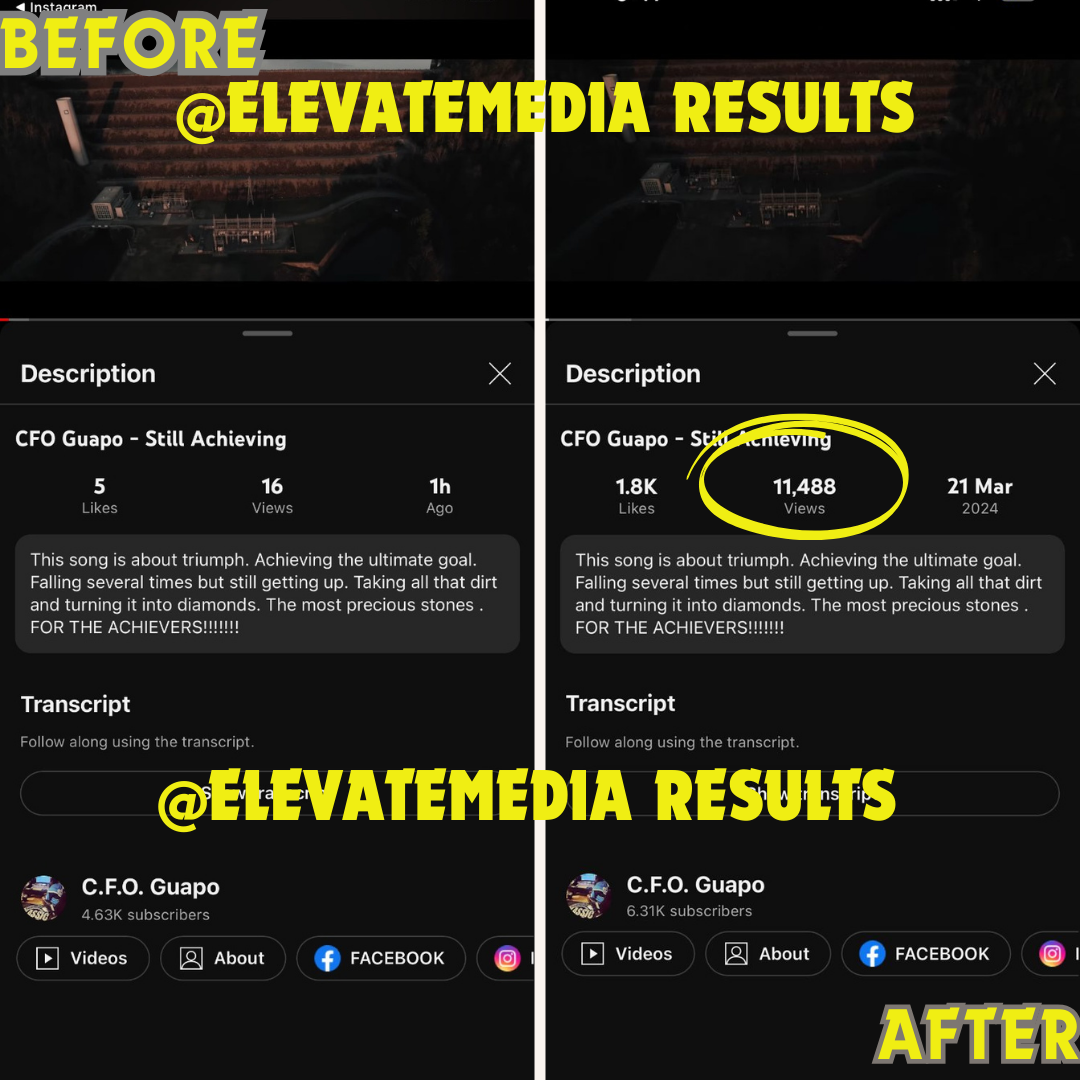 ◀ Instagram
BEFORE
@ELEVATEMEDIA RESULTS
Description
CFO Guapo - Still Achieving
5
16
1h
Likes
Views
Ago
This song is about triumph. Achieving the ultimate goal.
Falling several times but still getting up. Taking all that dirt
and turning it into diamonds. The most precious stones .
FOR THE ACHIEVERS!!!!!!!
Transcript
Follow along using the transcript.
C.F.O. Guapo
4.63K subscribers
Videos
About
FACEBOOK
Description
CFO Guapo - Still Achieving
1.8K
11,488
21 Mar
Likes
Views
2024
This song is about triumph. Achieving the ultimate goal.
Falling several times but still getting up. Taking all that dirt
and turning it into diamonds. The most precious stones .
FOR THE ACHIEVERS!!!!!!!
Transcript
Follow along using the transcript.
@ELEVATEMEDIA RESULTS
C.F.O. Guapo
6.31K subscribers
Videos
About
FACEBOOK
AFTER